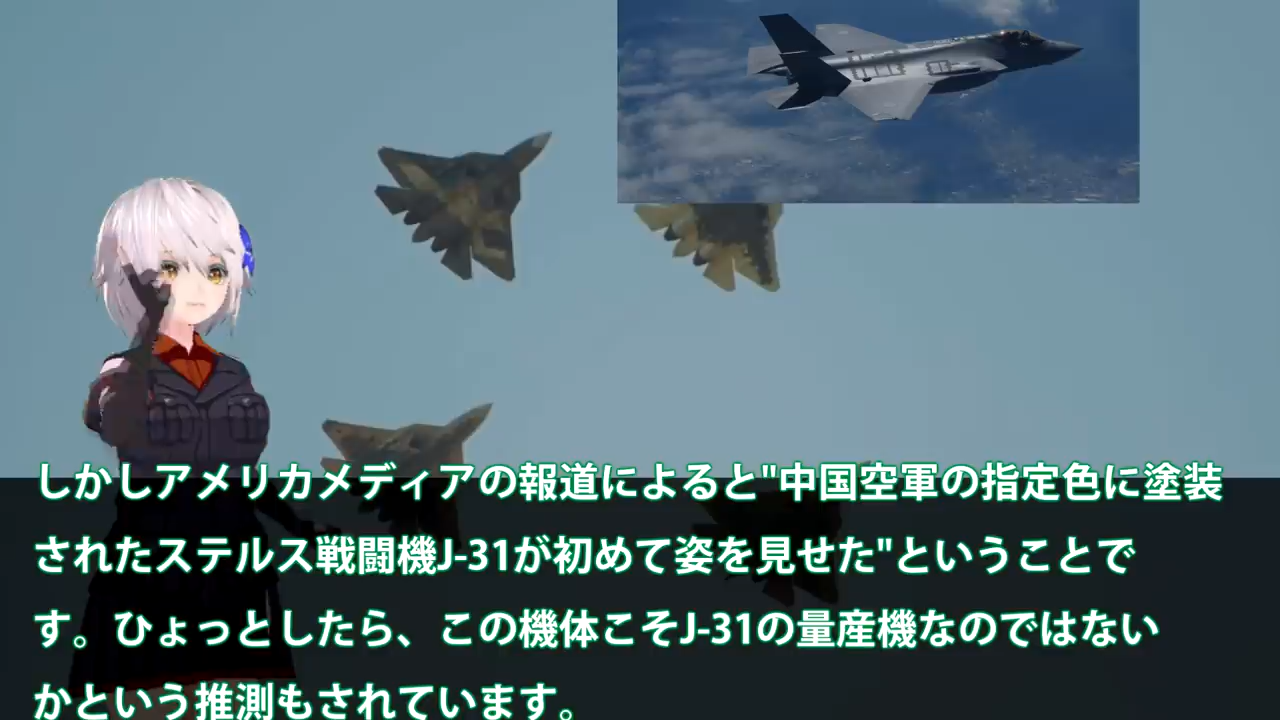 しかしアメリカメディアの報道によると"中国空軍の指定色に塗装
されたステルス戦闘機J-31が初めて姿を見せた"ということで
す。ひょっとしたら、この機体こそJ-31の量産機なのではない
かという推測もされています。